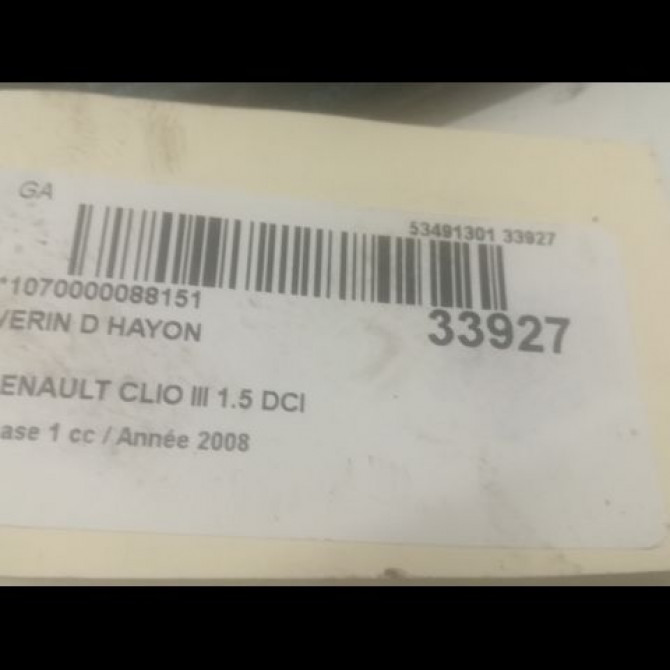 GA
53491301 33927
*1070000088151
VERIN D HAYON
33927
ENAULT CLIO III 1.5 DCI
ase 1 cc / Année 2008